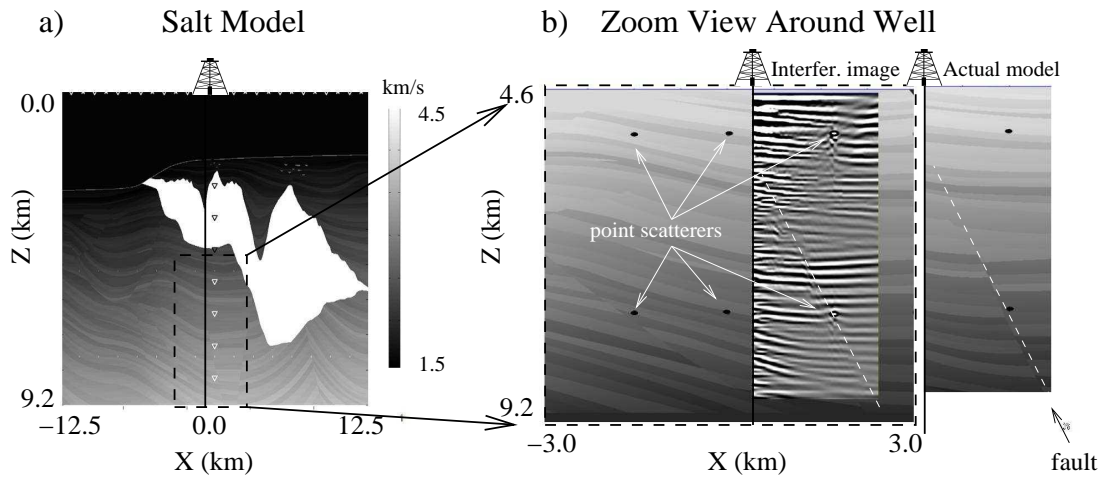 a) Salt Model
km/s
0.0
4.5
Z (km)
1.5
9.2
−12.5 0.0 12.5
X (km)
b) Zoom View Around Well
Interfer. image
Actual model
4.6
Z (km)
point scatterers
9.2
−3.0 3.0
X (km)
fault